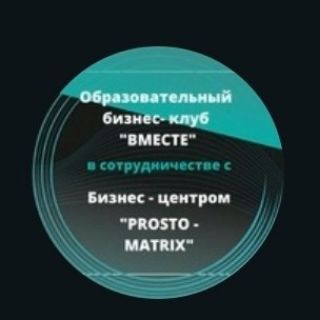 Образовательный
бизнес- клуб
"ВМЕСТЕ"
в сотрудничестве с
Бизнес - центром
"PROSTO -
MATRIX"